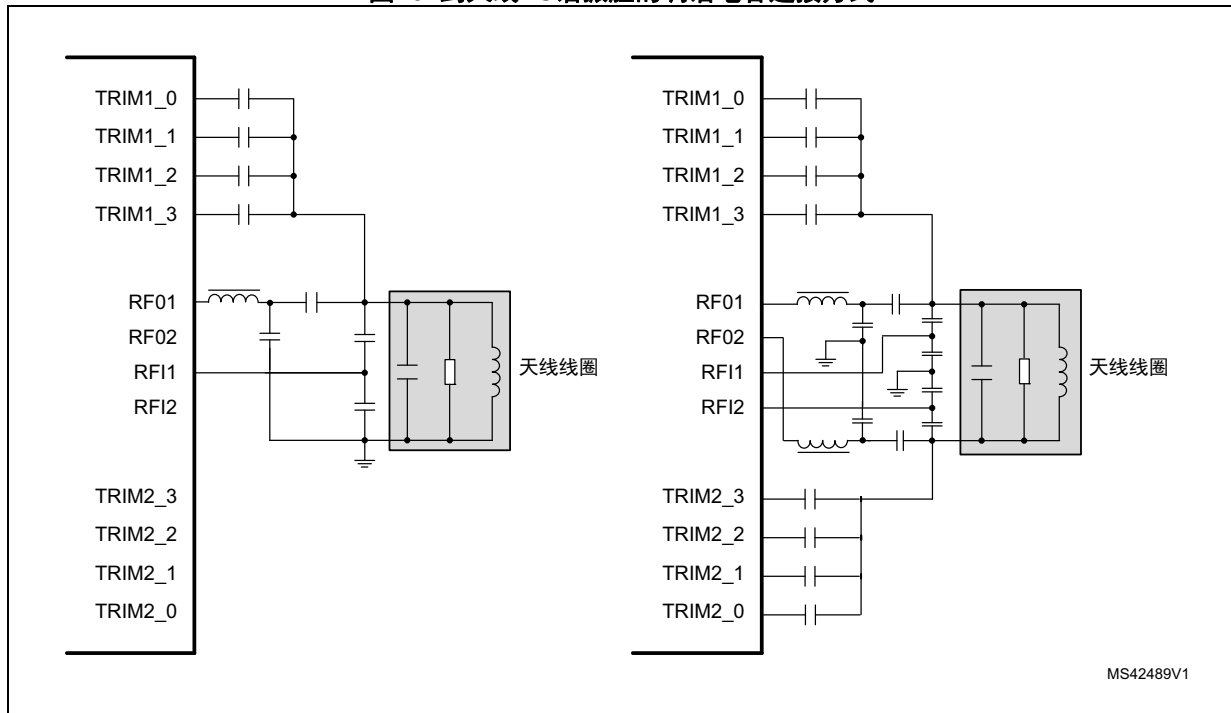 TRIM1_0
TRIM1_1
TRIM1_2
TRIM1_3
RF01
RF02
RFI1
RFI2
TRIM2_3
TRIM2_2
TRIM2_1
TRIM2_0
天线线圈
TRIM1_0
TRIM1_1
TRIM1_2
TRIM1_3
RF01
RF02
RFI1
RFI2
TRIM2_3
TRIM2_2
TRIM2_1
TRIM2_0
天线线圈
MS42489V1